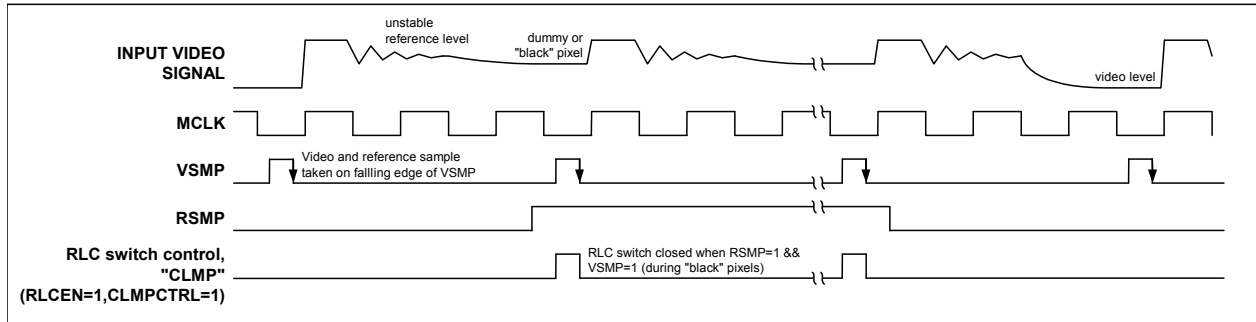 unstable
reference level
dummy or
"black" pixel
INPUT VIDEO
SIGNAL
video level
MCLK
VSMP
Video and reference sample
taken on fallling edge of VSMP
RSMP
RLC switch control,
"CLMP"
(RLCEN=1,CLMPCTRL=1)
RLC switch closed when RSMP=1 &&
VSMP=1 (during "black" pixels)